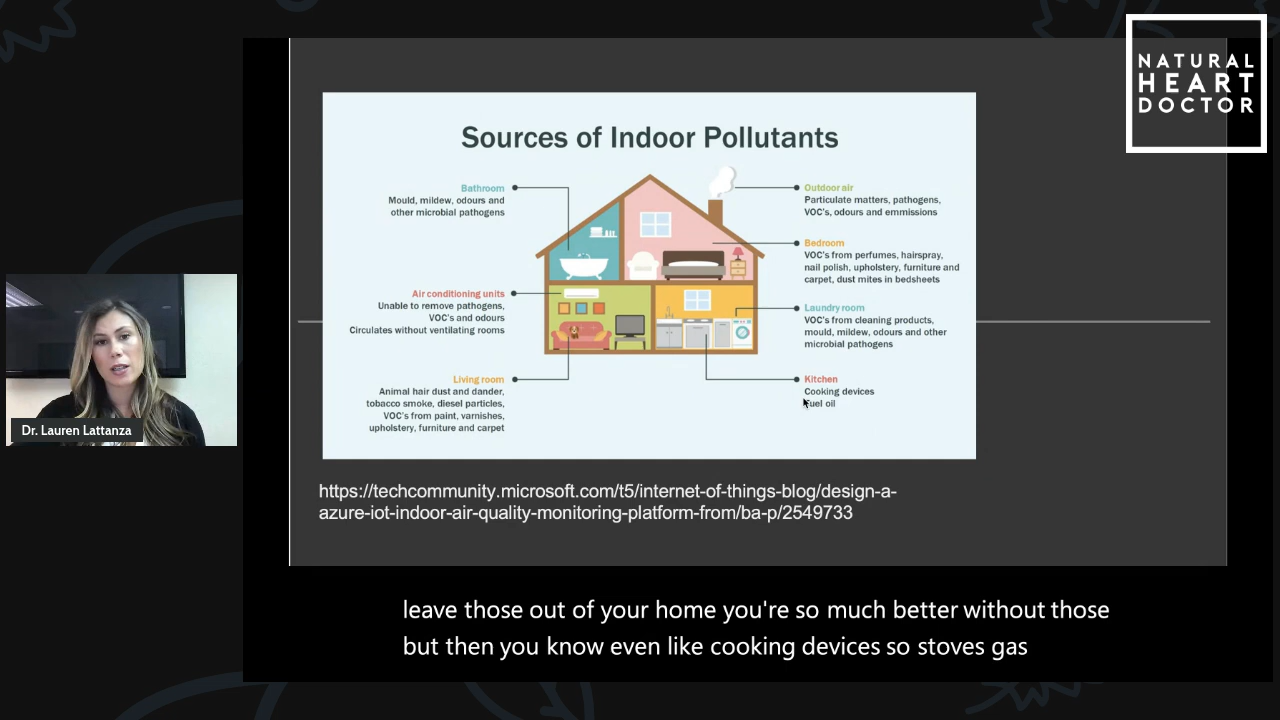 NATURAL
HEART
DOCTOR
Sources of Indoor Pollutants
Bathroom
Mould, mildew, odours and
other microbial pathogens
Air conditioning units
Unable to remove pathogens,
VOC's and odours
Circulates without ventilating rooms
Living room
Animal hair dust and dander,
tobacco smoke, diesel particles,
VOC's from paint, varnishes,
upholstery, furniture and carpet
Outdoor air
Particulate matters, pathogens,
VOC's, odours and emmissions
Bedroom
VOC's from perfumes, hairspray,
nail polish, upholstery, furniture and
carpet, dust mites in bedsheets
Laundry room
VOC's from cleaning products,
mould, mildew, odours and other
microbial pathogens
Kitchen
Cooking devices
Fuel oil
Dr. Lauren Lattanza
https://techcommunity.microsoft.com/t5/internet-of-things-blog/design-a-
azure-iot-indoor-air-quality-monitoring-platform-from/ba-p/2549733
leave those out of your home you're so much better without those
but then you know even like cooking devices so stoves gas